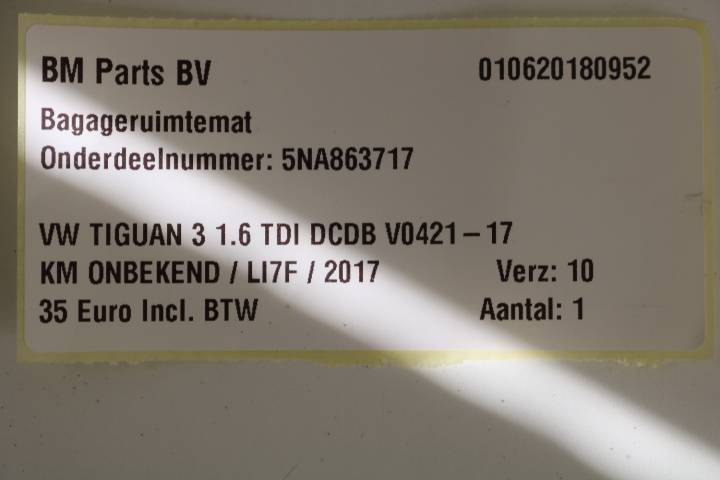 BM Parts BV 010620180952
Bagageruimtemat
Onderdeelnummer: 5NA863717
VW TIGUAN 3 1.6 TDI DCDB V0421-17
KM ONBEKEND / LI7F / 2017 Verz: 10
35 Euro Incl. BTW Aantal: 1